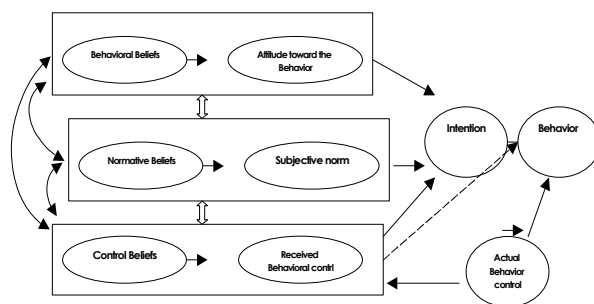 Behavioral Beliefs
Attitude toward the
Behavior
Normative Beliefs
Subjective norm
Control Beliefs
Received
Behavioral contrl
Intention
Behavior
Actual
Behavior
control